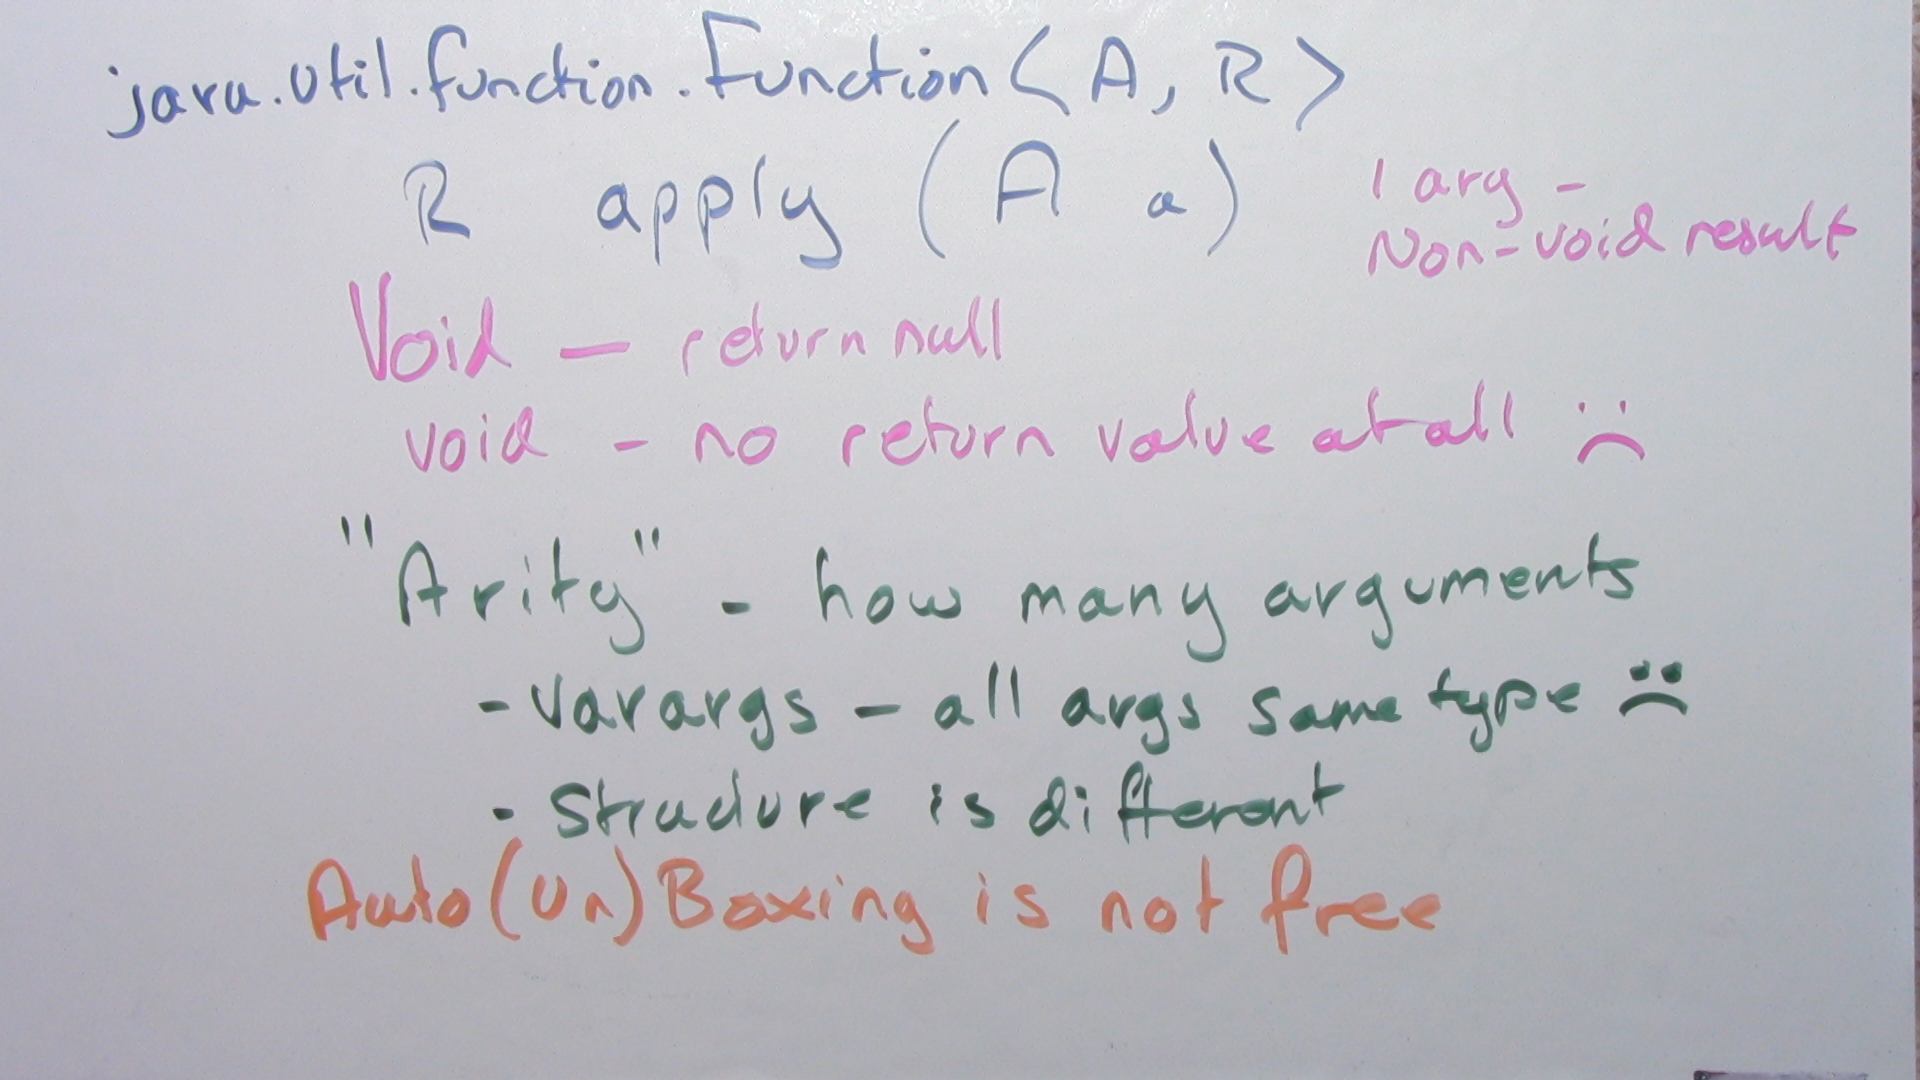 java.util.function.Function<A, R>
R apply (A a)
1 arg -
Non-void result
Void — return null
void - no return value at all :(
"Arity" - how many arguments
- varargs - all args same type :(
- Structure is different
Auto(un)Boxing is not free